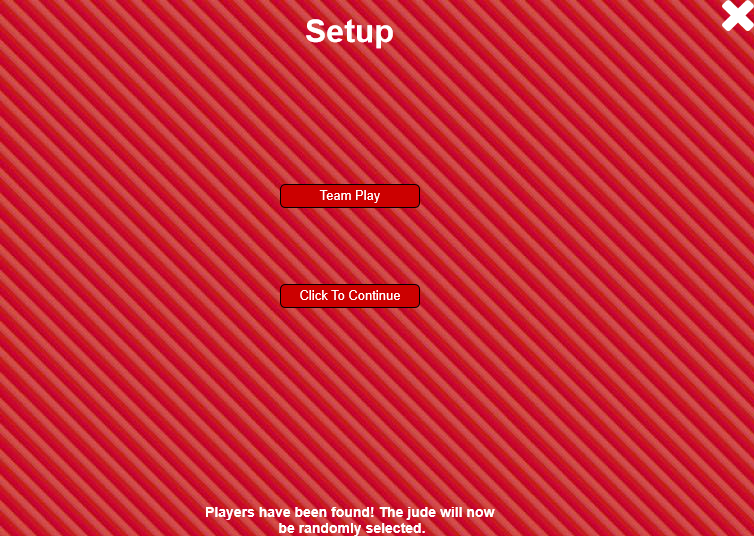 Setup
Team Play
Click To Continue
Players have been found! The jude will now
be randomly selected.